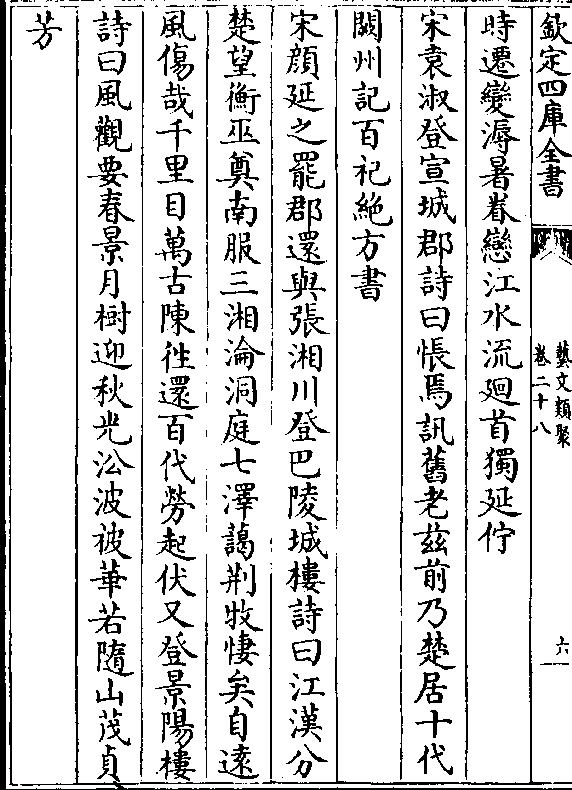 欽定四庫全書
藝文類聚
卷二十八
六
時遷變溽暑眷戀江水流廻首獨延佇
宋袁淑登宣城郡詩曰悵焉訊舊老兹前乃楚居十代
闕州記百祀絶方書
宋顔延之罷郡還與張湘川登巴陵城樓詩曰江漢分
楚望衡巫奠南服三湘淪洞庭七澤藹荆牧悽矣自逺
風傷哉千里目萬古陳徃還百代勞起伏又登景陽樓
詩曰風觀要春景月樹迎秋光㳂波被華若隨山茂貞
芳